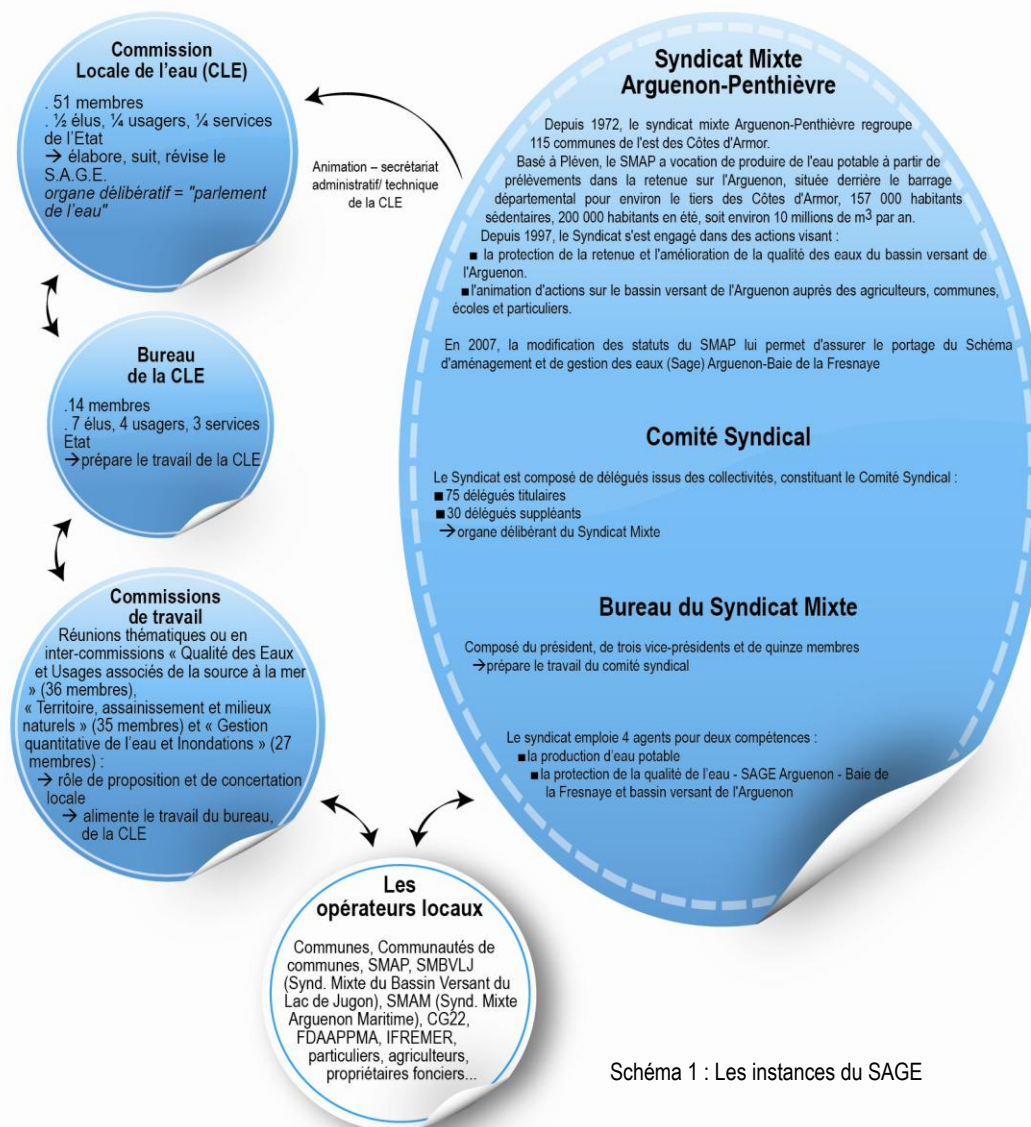 Commission
Locale de l'eau (CLE)
. 51 membres
. ½ élus, ¼ usagers, ¼ services
de l'Etat
→ élabore, suit, révise le
S.A.G.E.
organe délibératif = "parlement
de l'eau"
Animation – secrétariat
administratif/ technique
de la CLE
Bureau
de la CLE
.14 membres
. 7 élus, 4 usagers, 3 services
Etat
→prépare le travail de la CLE
Commissions
de travail
Réunions thématiques ou en
inter-commissions « Qualité des Eaux
et Usages associés de la source à la mer
» (36 membres),
« Territoire, assainissement et milieux
naturels » (35 membres) et « Gestion
quantitative de l'eau et Inondations » (27
membres) :
→ rôle de proposition et de concertation
locale
→ alimente le travail du bureau,
de la CLE
Syndicat Mixte
Arguenon-Penthièvre
Depuis 1972, le syndicat mixte Arguenon-Penthièvre regroupe
115 communes de l'est des Côtes d'Armor.
Basé à Pléven, le SMAP a vocation de produire de l'eau potable à partir de
prélèvements dans la retenue sur l'Arguenon, située derrière le barrage
départemental pour environ le tiers des Côtes d'Armor, 157 000 habitants
sédentaires, 200 000 habitants en été, soit environ 10 millions de m³ par an.
Depuis 1997, le Syndicat s'est engagé dans des actions visant :
■ la protection de la retenue et l'amélioration de la qualité des eaux du bassin versant de
l'Arguenon.
■l'animation d'actions sur le bassin versant de l'Arguenon auprès des agriculteurs, communes,
écoles et particuliers.
En 2007, la modification des statuts du SMAP lui permet d'assurer le portage du Schéma
d'aménagement et de gestion des eaux (Sage) Arguenon-Baie de la Fresnaye
Comité Syndical
Le Syndicat est composé de délégués issus des collectivités, constituant le Comité Syndical :
■75 délégués titulaires
■30 délégués suppléants
→organe délibérant du Syndicat Mixte
Bureau du Syndicat Mixte
Composé du président, de trois vice-présidents et de quinze membres
→prépare le travail du comité syndical
Le syndicat emploie 4 agents pour deux compétences :
■la production d'eau potable
■la protection de la qualité de l'eau - SAGE Arguenon - Baie de
la Fresnaye et bassin versant de l'Arguenon
Les
opérateurs locaux
Communes, Communautés de
communes, SMAP, SMBVLJ
(Synd. Mixte du Bassin Versant du
Lac de Jugon), SMAM (Synd. Mixte
Arguenon Maritime), CG22,
FDAAPPMA, IFREMER,
particuliers, agriculteurs,
propriétaires fonciers...
Schéma 1 : Les instances du SAGE